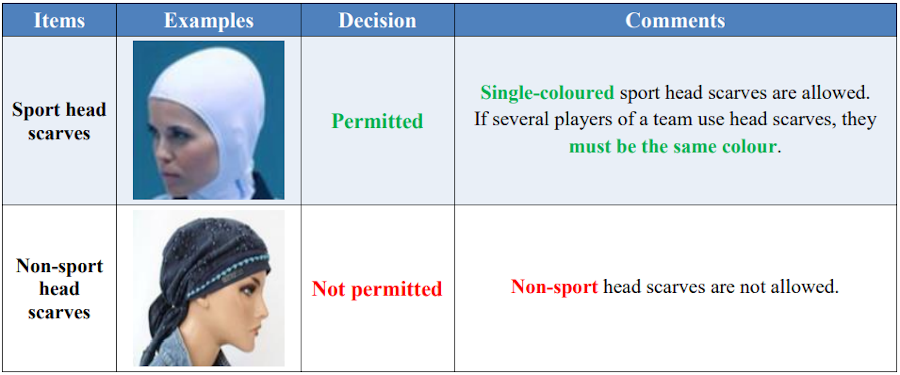 Items Examples Decision Comments
Sport head
scarves
Permitted
Single-coloured sport head scarves are allowed.
If several players of a team use head scarves, they
must be the same colour.
Non-sport
head
scarves
Not permitted
Non-sport head scarves are not allowed.